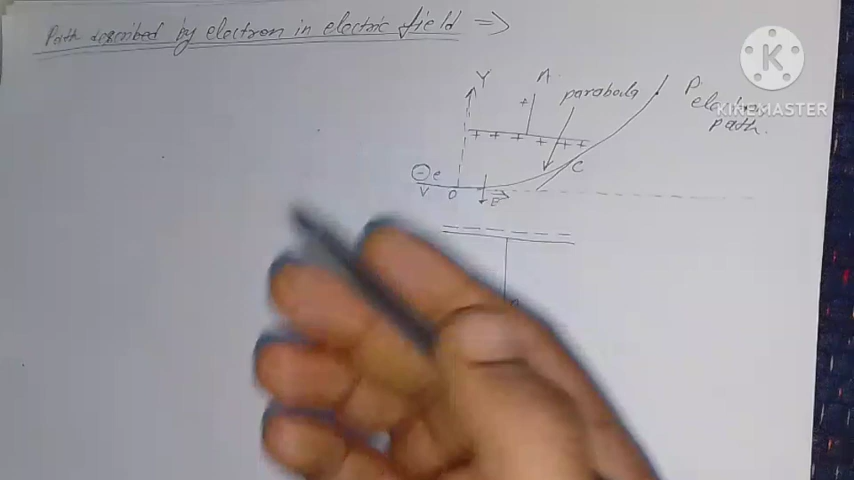 Path described by electron in electric field ⇒
Y
A
+
parabola
P
electron
path.
+ + + + + +
C
e
V
O
E
K
KINEMASTER